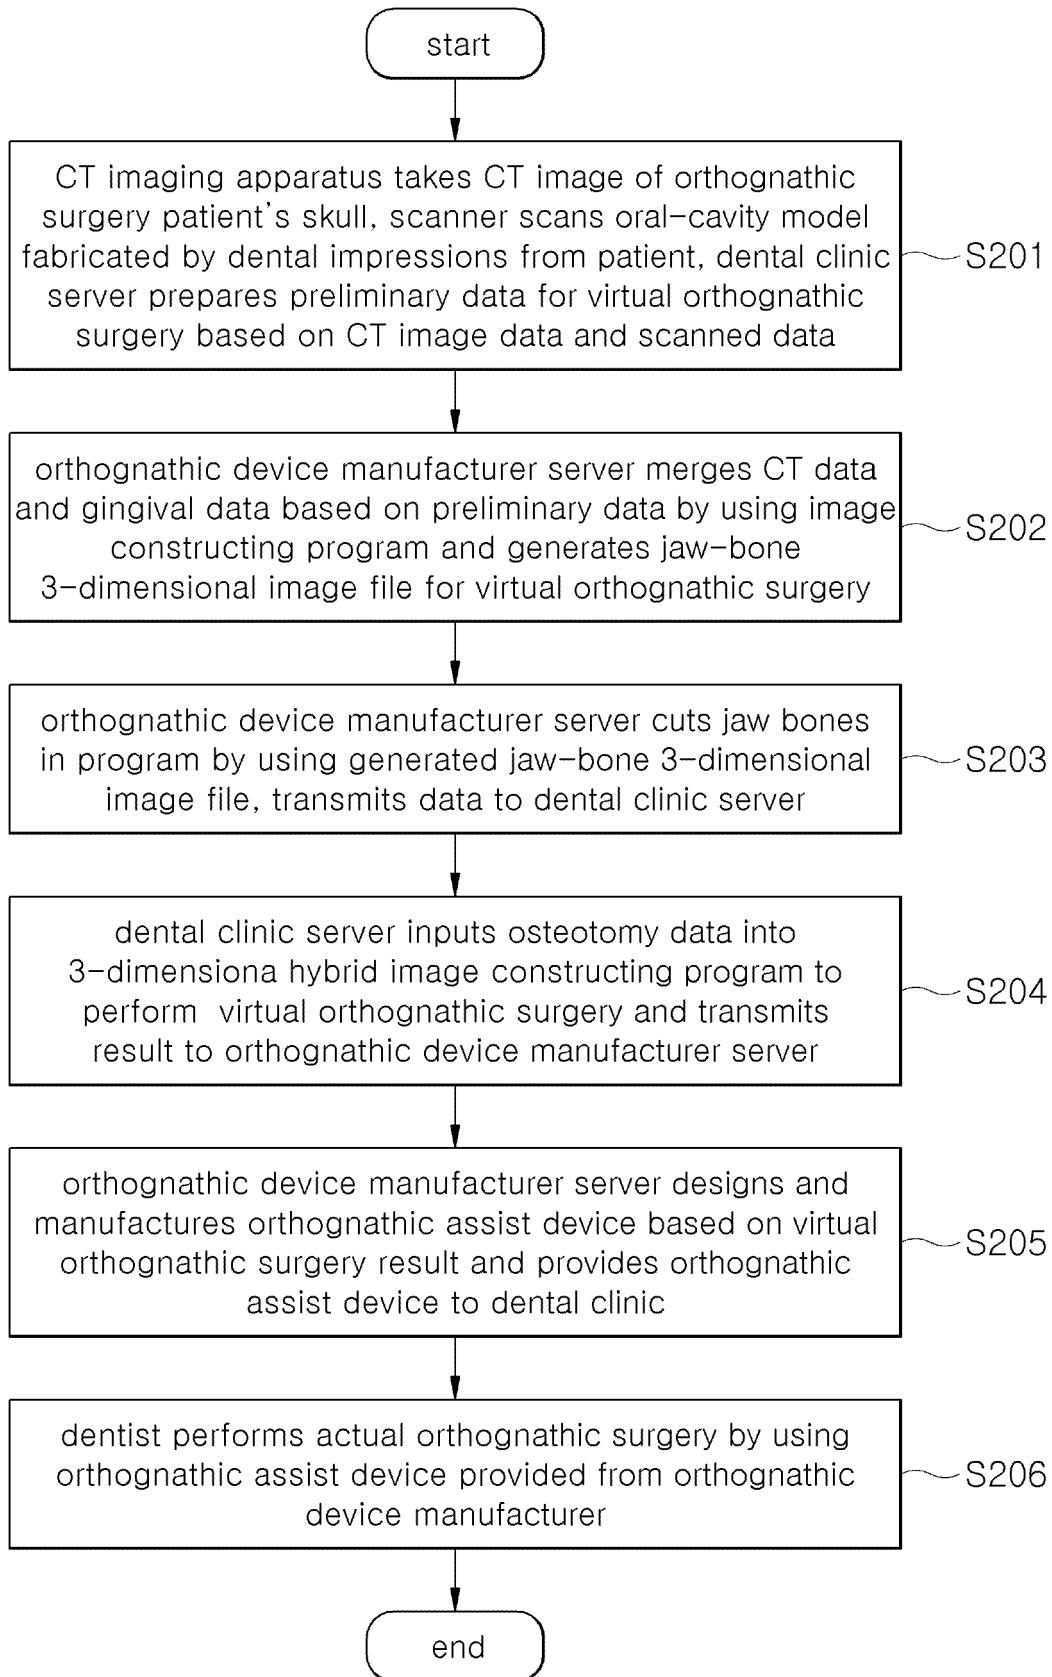 start
CT imaging apparatus takes CT image of orthognathic
surgery patient's skull, scanner scans oral-cavity model
fabricated by dental impressions from patient, dental clinic
server prepares preliminary data for virtual orthognathic
surgery based on CT image data and scanned data
S201
orthognathic device manufacturer server merges CT data
and gingival data based on preliminary data by using image
constructing program and generates jaw-bone
3-dimensional image file for virtual orthognathic surgery
S202
orthognathic device manufacturer server cuts jaw bones
in program by using generated jaw-bone 3-dimensional
image file, transmits data to dental clinic server
S203
dental clinic server inputs osteotomy data into
3-dimensiona hybrid image constructing program to
perform virtual orthognathic surgery and transmits
result to orthognathic device manufacturer server
S204
orthognathic device manufacturer server designs and
manufactures orthognathic assist device based on virtual
orthognathic surgery result and provides orthognathic
assist device to dental clinic
S205
dentist performs actual orthognathic surgery by using
orthognathic assist device provided from orthognathic
device manufacturer
S206
end